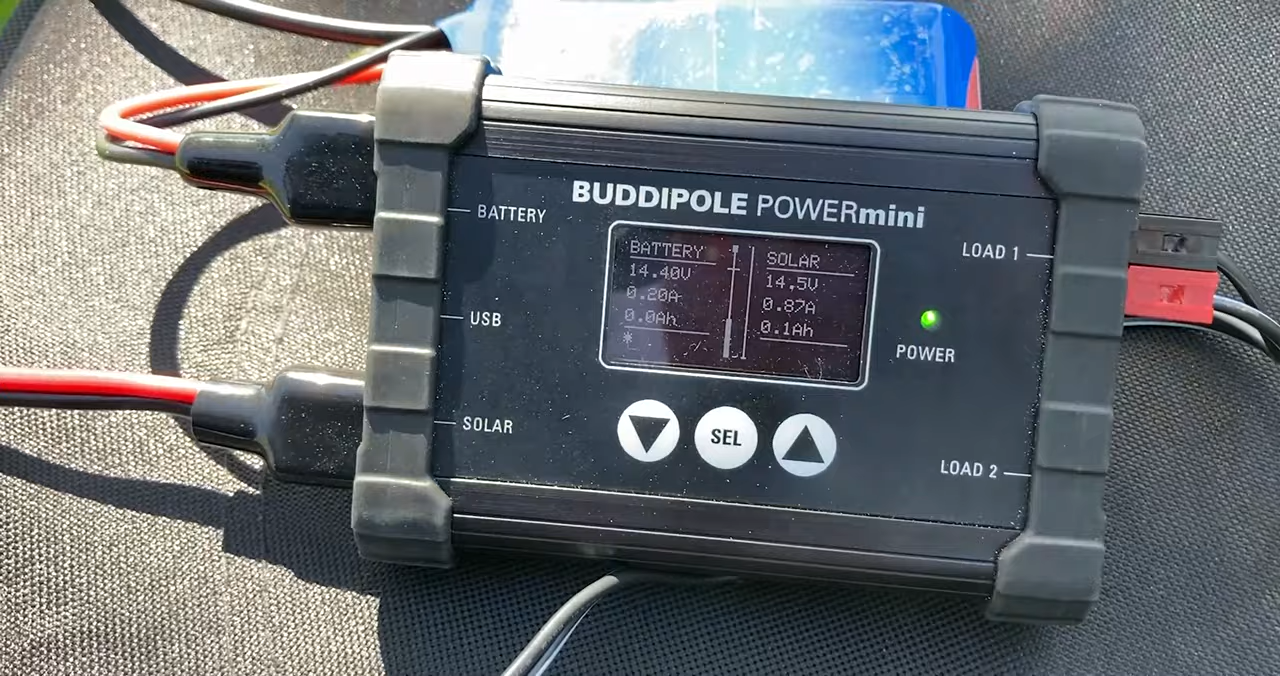 BUDDIPOLE POWERmini
BATTERY
USB
SOLAR
BATTERY
14.40V
0.20A
0.0Ah
*
SOLAR
14.5V
0.87A
0.1Ah
LOAD 1
POWER
SEL
LOAD 2